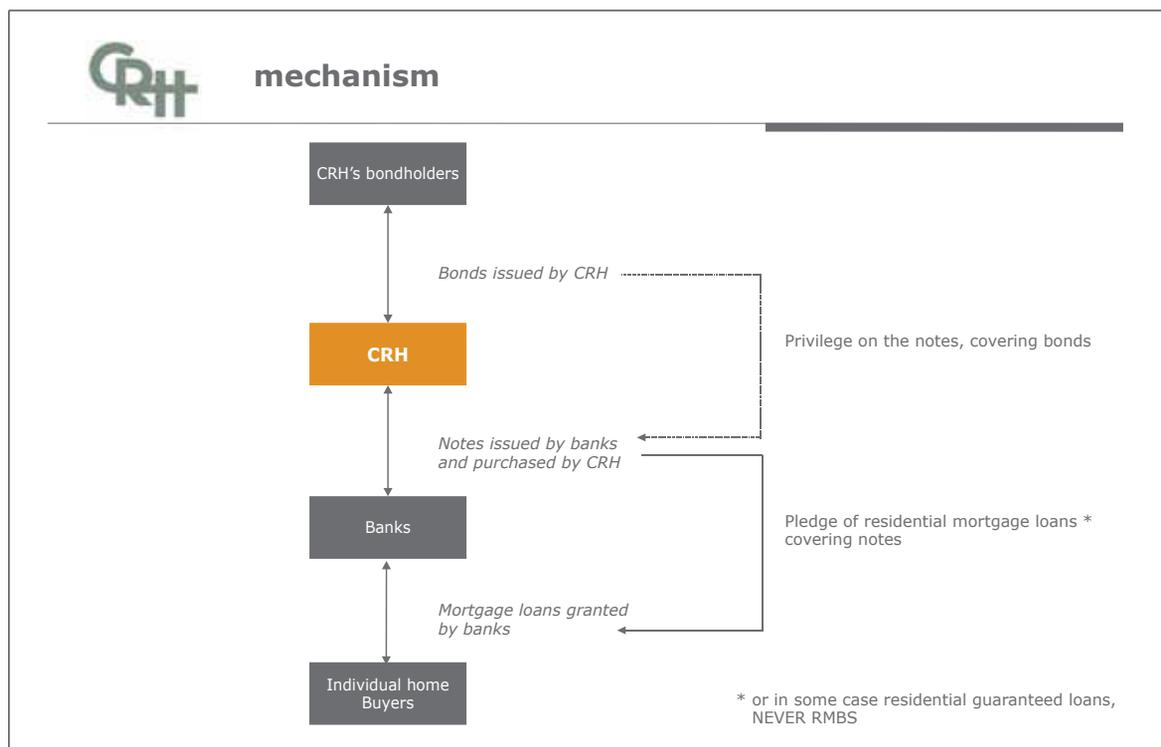 CRH mechanism
CRH’s bondholders
Bonds issued by CRH
Privilege on the notes, covering bonds
CRH
Notes issued by banks
and purchased by CRH
Pledge of residential mortgage loans *
covering notes
Banks
Mortgage loans granted
by banks
Individual home
Buyers
* or in some case residential guaranteed loans,
NEVER RMBS